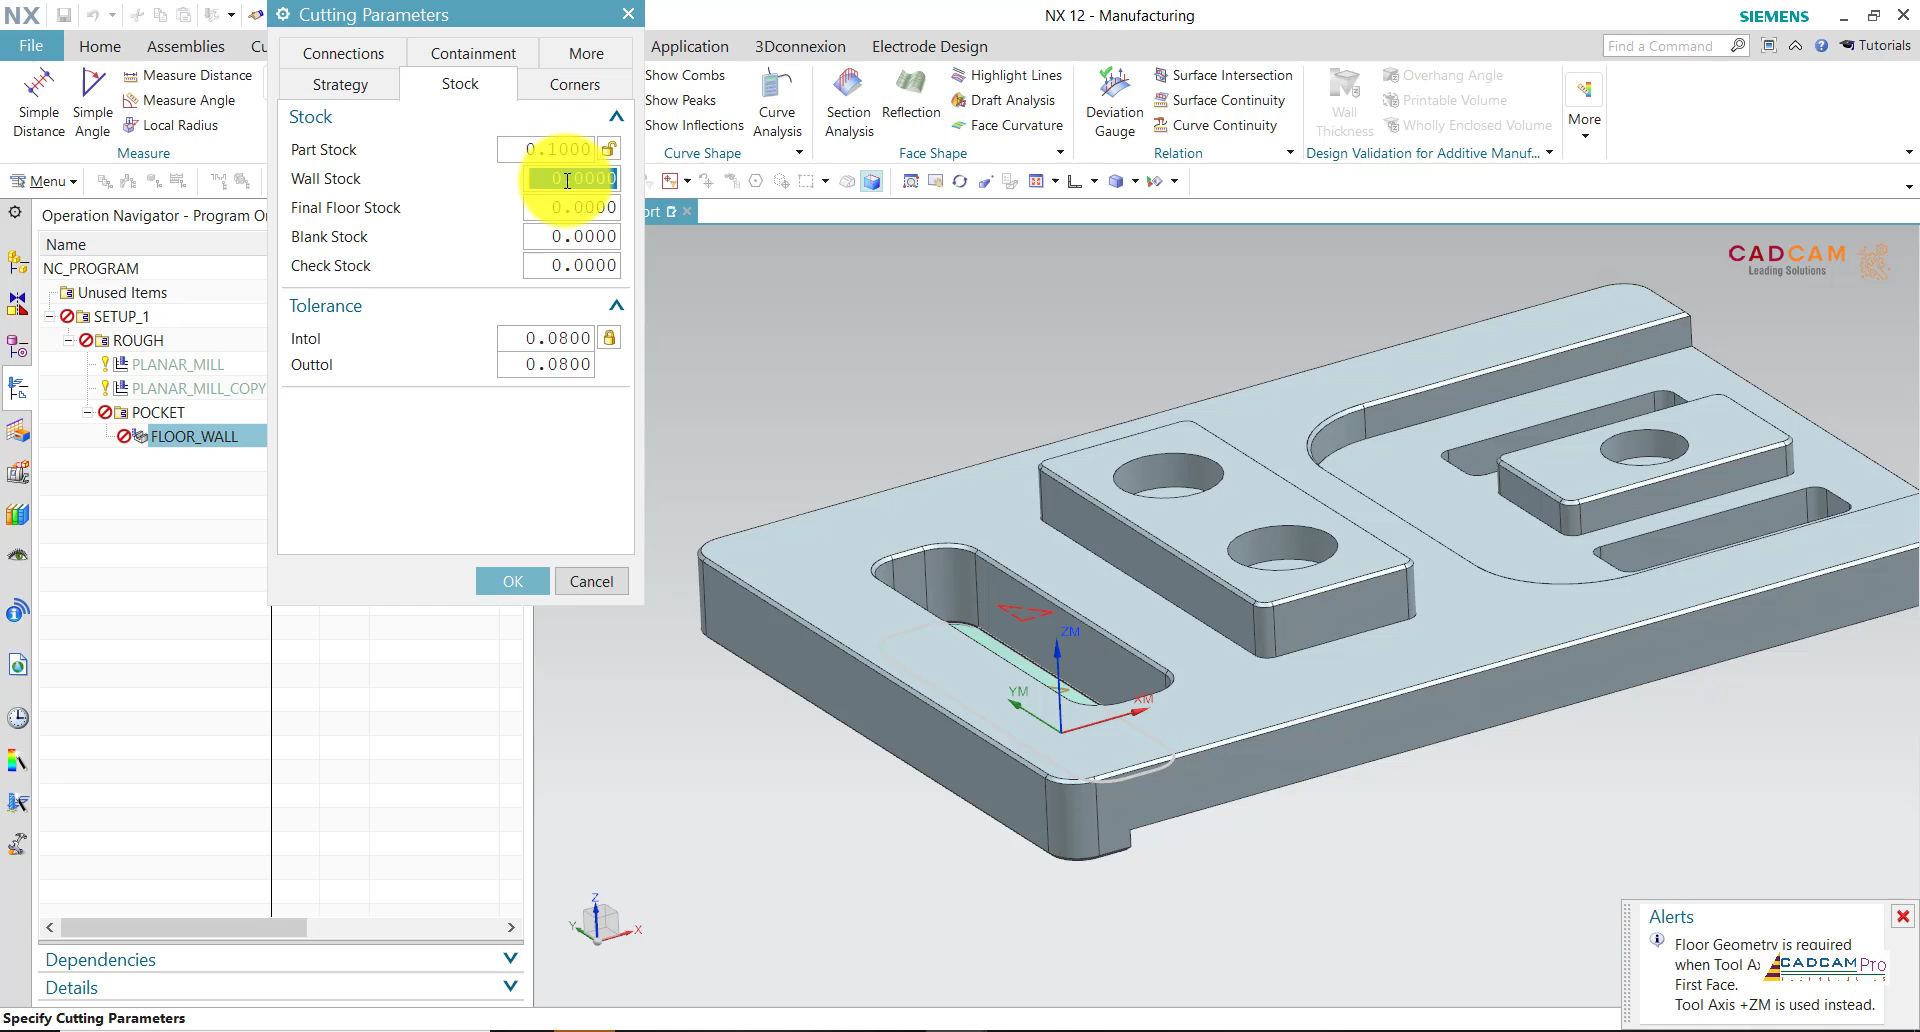 NX
NX 12 - Manufacturing
SIEMENS
Cutting Parameters
File
Home
Assemblies
Application
3Dconnexion
Electrode Design
Find a Command
Tutorials
Simple Distance
Simple Angle
Measure Distance
Measure Angle
Local Radius
Measure
Show Combs
Show Peaks
Show Inflections
Curve Analysis
Curve Shape
Section Analysis
Reflection
Highlight Lines
Draft Analysis
Face Curvature
Face Shape
Deviation Gauge
Surface Intersection
Surface Continuity
Curve Continuity
Relation
Wall Thickness
Overhang Angle
Printable Volume
Wholly Enclosed Volume
Design Validation for Additive Manuf...
More
Menu
Operation Navigator - Program Or
Name
NC_PROGRAM
Unused Items
SETUP_1
ROUGH
PLANAR_MILL
PLANAR_MILL_COPY
POCKET
FLOOR_WALL
Connections
Containment
More
Strategy
Stock
Corners
Stock
Part Stock 0.1000
Wall Stock 0.0000
Final Floor Stock 0.0000
Blank Stock 0.0000
Check Stock 0.0000
Tolerance
Intol 0.0800
Outtol 0.0800
OK
Cancel
CADCAM
Leading Solutions
ZM
YM
XM
Z
Y
X
Dependencies
Details
Alerts
Floor Geometry is required
when Tool
First Face.
Tool Axis +ZM is used instead.
CADCAM Pro
Specify Cutting Parameters